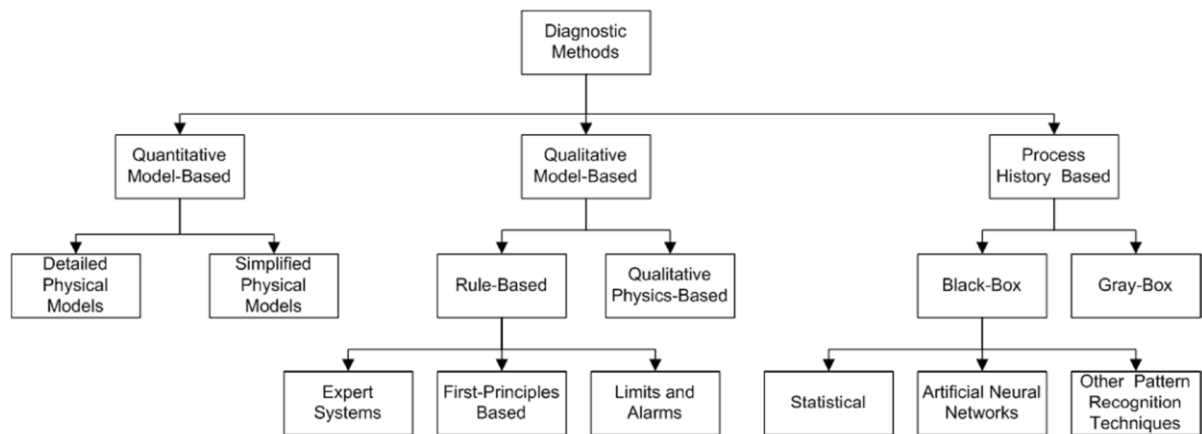 Diagnostic
Methods
Quantitative
Model-Based
Qualitative
Model-Based
Process
History Based
Detailed
Physical
Models
Simplified
Physical
Models
Rule-Based
Qualitative
Physics-Based
Black-Box
Gray-Box
Expert
Systems
First-Principles
Based
Limits and
Alarms
Statistical
Artificial Neural
Networks
Other Pattern
Recognition
Techniques